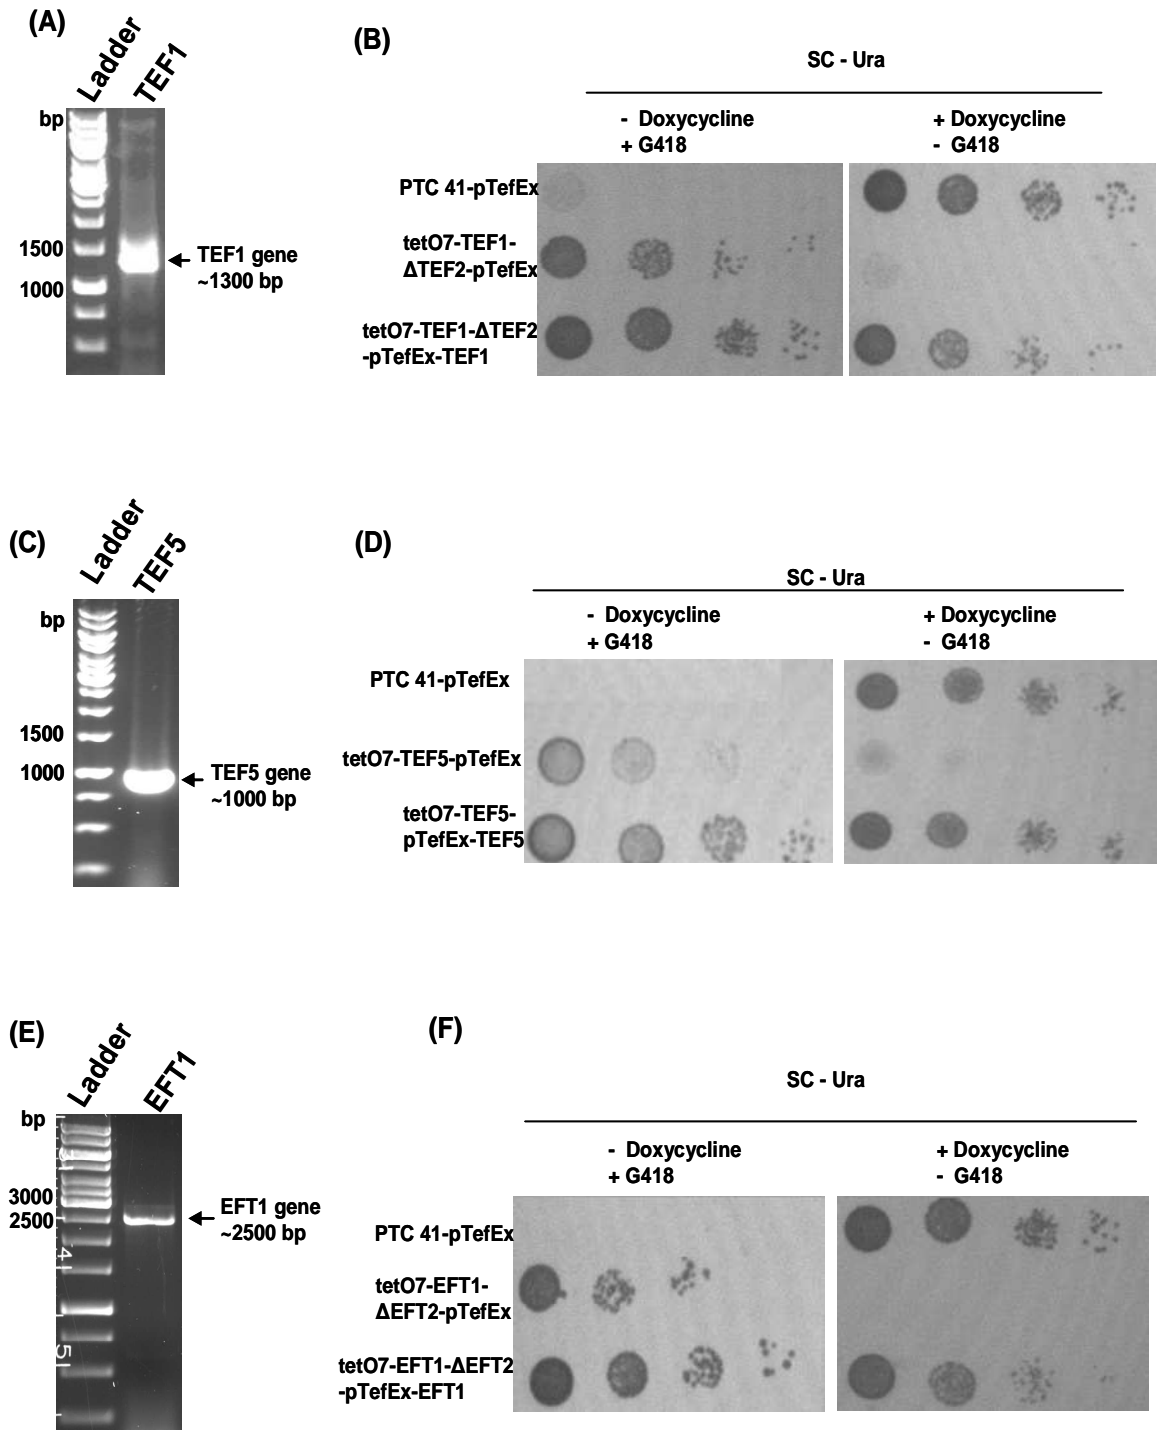 (A)
Ladder
TEF1
bp
1500
1000
TEF1 gene
~1300 bp
(B)
SC - Ura
- Doxycycline
+ G418
+ Doxycycline
- G418
PTC 41-pTefEx
tetO7-TEF1-
ΔTEF2-pTefEx
tetO7-TEF1-ΔTEF2
-pTefEx-TEF1
(C)
Ladder
TEF5
bp
1500
1000
TEF5 gene
~1000 bp
(D)
SC - Ura
- Doxycycline
+ G418
+ Doxycycline
- G418
PTC 41-pTefEx
tetO7-TEF5-pTefEx
tetO7-TEF5-
pTefEx-TEF5
(E)
Ladder
EFT1
bp
3000
2500
3
4
5
EFT1 gene
~2500 bp
(F)
SC - Ura
- Doxycycline
+ G418
+ Doxycycline
- G418
PTC 41-pTefEx
tetO7-EFT1-
ΔEFT2-pTefEx
tetO7-EFT1-ΔEFT2
-pTefEx-EFT1